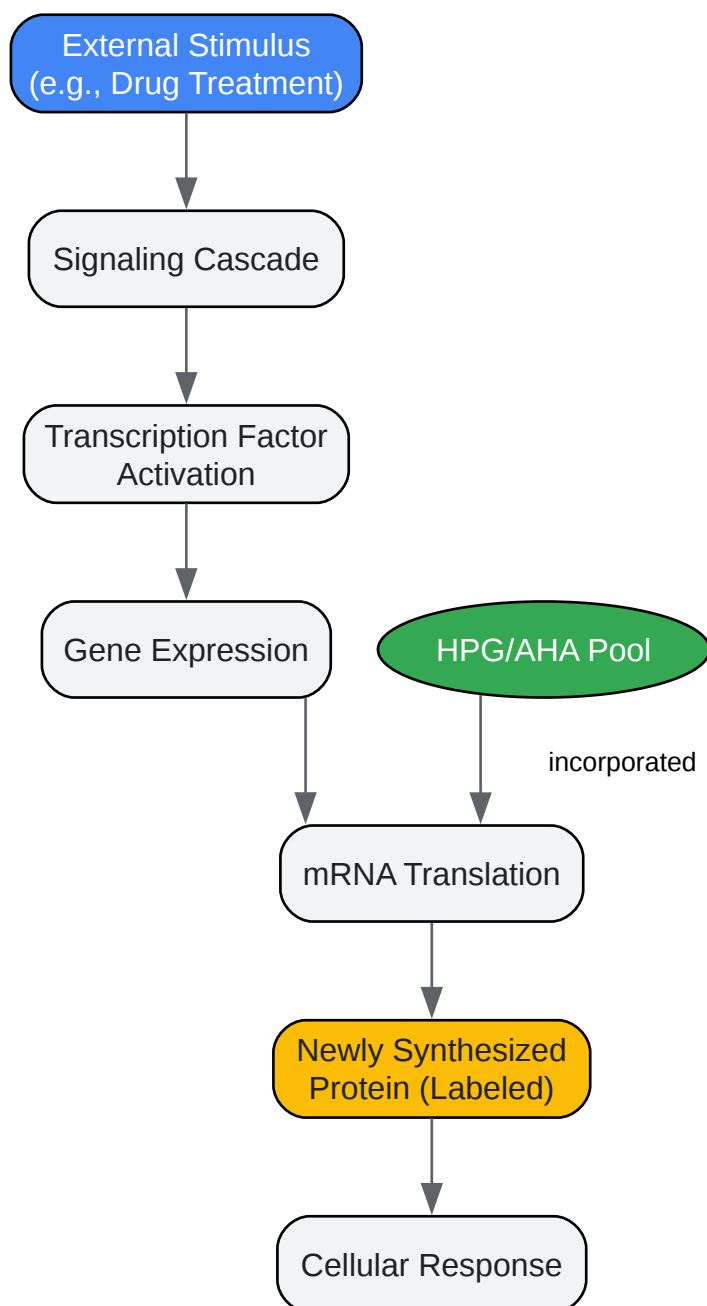 External Stimulus
(e.g., Drug Treatment)
Signaling Cascade
Transcription Factor
Activation
Gene Expression
HPG/AHA Pool
incorporated
mRNA Translation
Newly Synthesized
Protein (Labeled)
Cellular Response